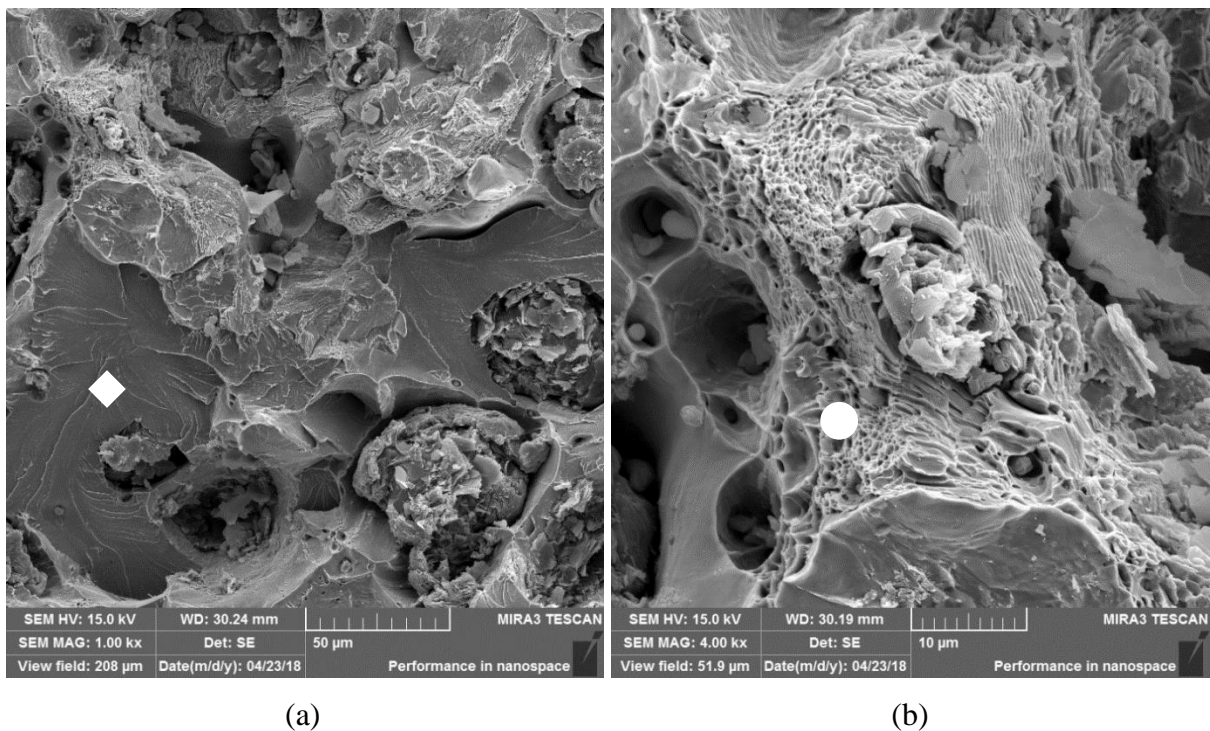 SEM HV: 15.0 kV WD: 30.24 mm MIRA3 TESCAN
SEM MAG: 1.00 kx Det: SE 50 µm
View field: 208 µm Date(m/d/y): 04/23/18 Performance in nanospace
SEM HV: 15.0 kV WD: 30.19 mm MIRA3 TESCAN
SEM MAG: 4.00 kx Det: SE 10 µm
View field: 51.9 µm Date(m/d/y): 04/23/18 Performance in nanospace
(a) (b)